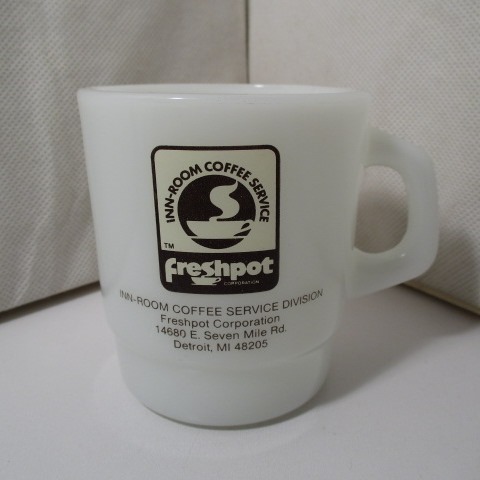 INN-ROOM COFFEE SERVICE
TM
freshpot
CORPORATION
INN-ROOM COFFEE SERVICE DIVISION
Freshpot Corporation
14680 E. Seven Mile Rd.
Detroit, MI 48205